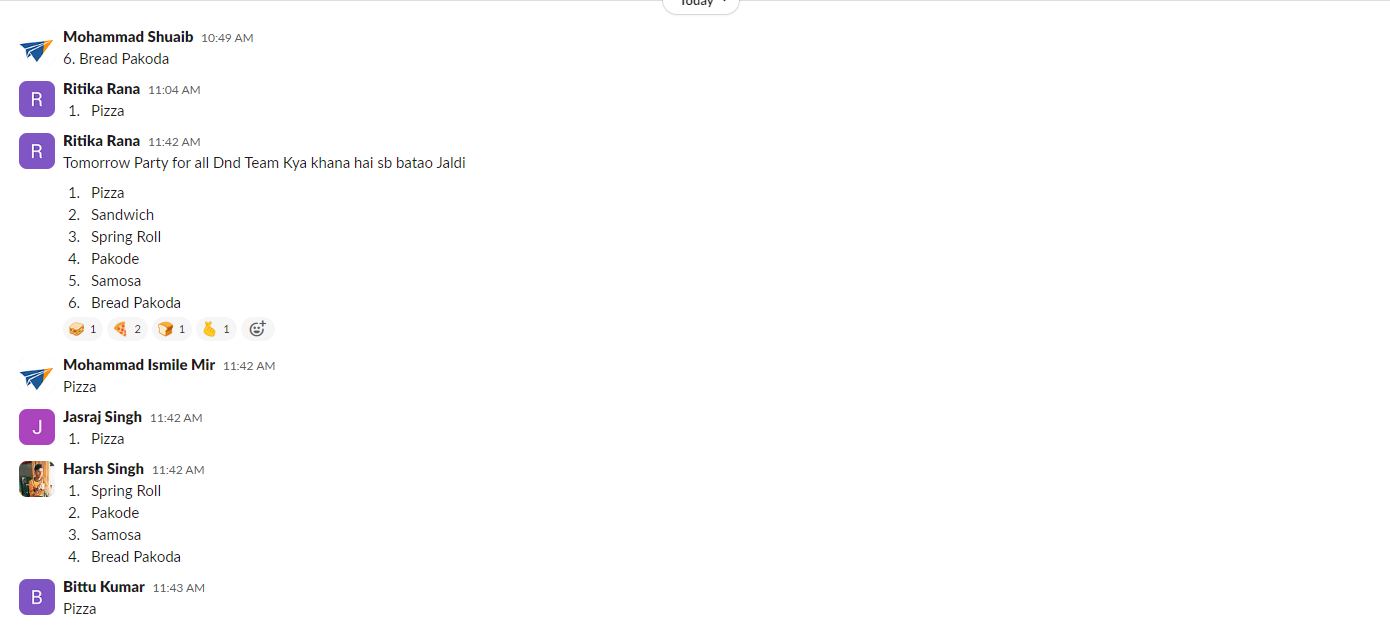 Today
Mohammad Shuaib 10:49 AM
6. Bread Pakoda
R
Ritika Rana 11:04 AM
1. Pizza
R
Ritika Rana 11:42 AM
Tomorrow Party for all Dnd Team Kya khana hai sb batao Jaldi
1. Pizza
2. Sandwich
3. Spring Roll
4. Pakode
5. Samosa
6. Bread Pakoda
1 2 1 1
Mohammad Ismile Mir 11:42 AM
Pizza
J
Jasraj Singh 11:42 AM
1. Pizza
Harsh Singh 11:42 AM
1. Spring Roll
2. Pakode
3. Samosa
4. Bread Pakoda
B
Bittu Kumar 11:43 AM
Pizza